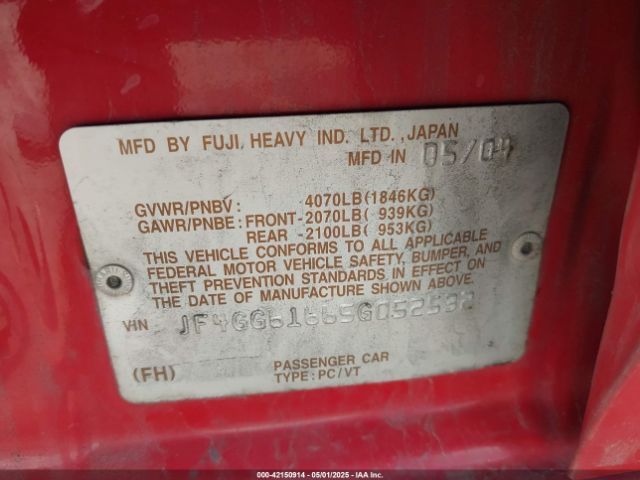 MFD BY FUJI HEAVY IND. LTD., JAPAN
MFD IN 05/04
GVWR/PNBV: 4070LB(1846KG)
GAWR/PNBE: FRONT-2070LB( 939KG)
REAR -2100LB( 953KG)
THIS VEHICLE CONFORMS TO ALL APPLICABLE
FEDERAL MOTOR VEHICLE SAFETY, BUMPER, AND
THEFT PREVENTION STANDARDS IN EFFECT ON
THE DATE OF MANUFACTURE SHOWN ABOVE.
VIN
(FH)
PASSENGER CAR
TYPE:PC/VT
000-42150914 - 05/01/2025 - IAA Inc.